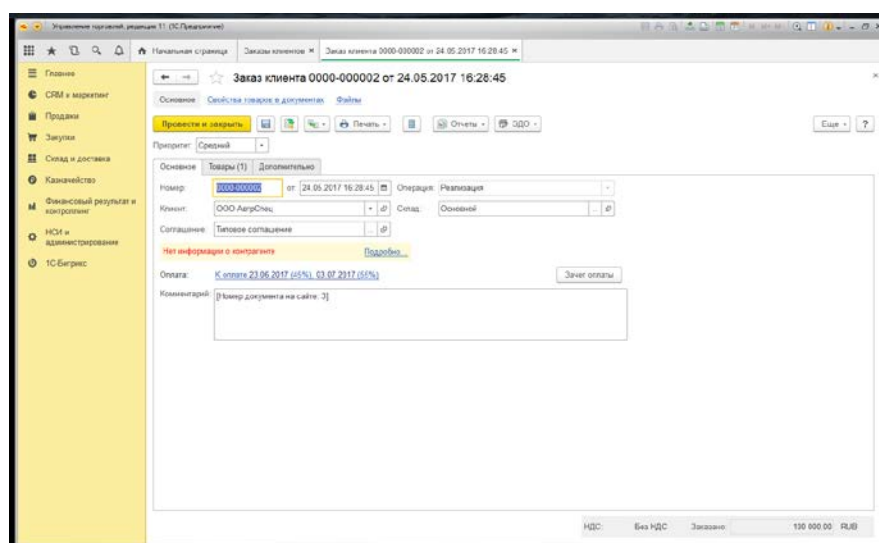 Управление торговлей, редакция 11 (1С:Предприятие)
Начальная страница
Заказы клиентов ×
Заказ клиента 0000-000002 от 24.05.2017 16:28:45 ×
Главное
CRM и маркетинг
Продажи
Закупки
Склад и доставка
Казначейство
Финансовый результат и
контроллинг
НСИ и
администрирование
1С-Битрикс
Заказ клиента 0000-000002 от 24.05.2017 16:28:45
Основное Свойства товаров в документах Файлы
Провести и закрыть Печать Отчеты ЭДО Еще ?
Приоритет: Средний
Основное Товары (1) Дополнительно
Номер: 0000-000002 от 24.05.2017 16:28:45 Операция: Реализация
Клиент: Склад: Основной
Соглашение: Типовое соглашение
Нет информации о контрагенте Подробно...
Оплата: К оплате 23.06.2017 (45%), 03.07.2017 (55%) Зачет оплаты
Комментарий: [Номер документа на сайте: 3]
НДС: Без НДС Заказано: 130 000,00 RUB